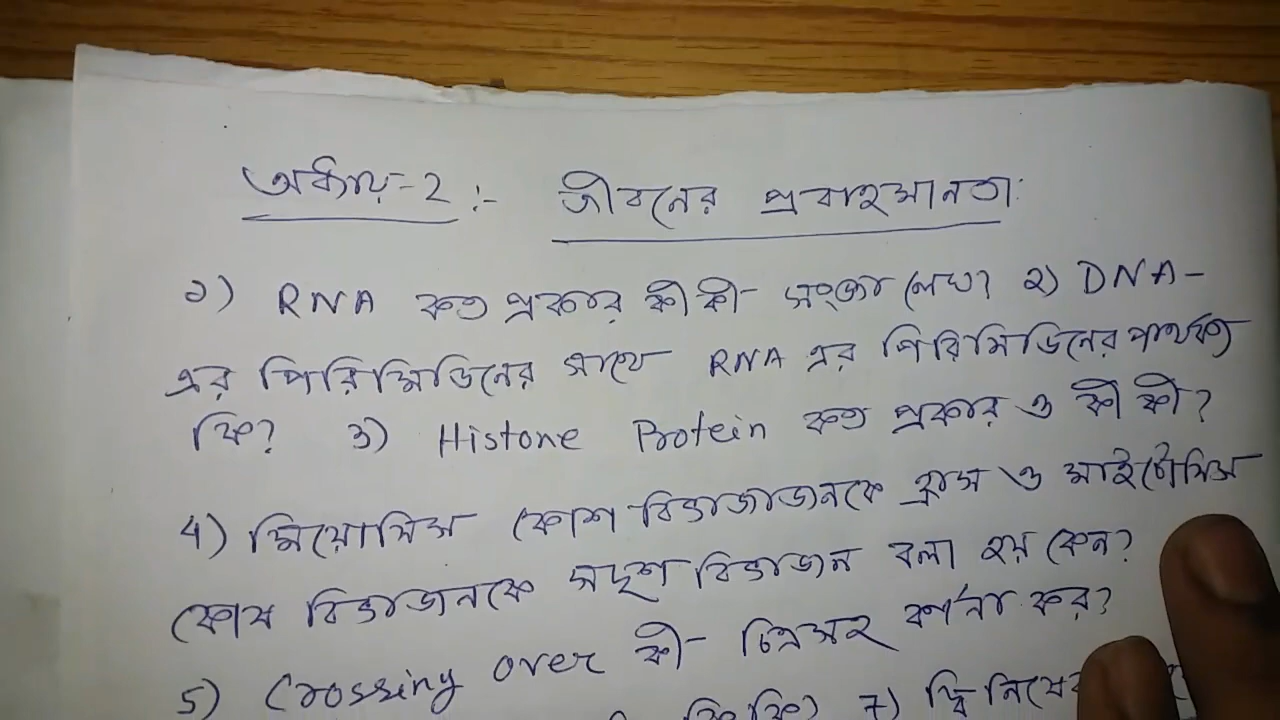 অধ্যায়-2:- জীবনের প্রবাহমানতা:
১) RNA কত প্রকার কী কী- সংজ্ঞা লেখ? ২) DNA-
এর পিরিমিডিনের সাথে RNA এর পিরিমিডিনের পার্থক্য
কি? 3) Histone Protein কত প্রকার ও কী কী?
4) মিয়োসিস কোশ বিভাজাজনকে হ্রাস ও মাইটোসিস
কোষ বিভাজনকে সদৃশ বিভাজন বলা হয় কেন?
5) Crossing over কী- চিত্রসহ বর্ণনা কর?
কি কি? 7) দ্বি নিষেক